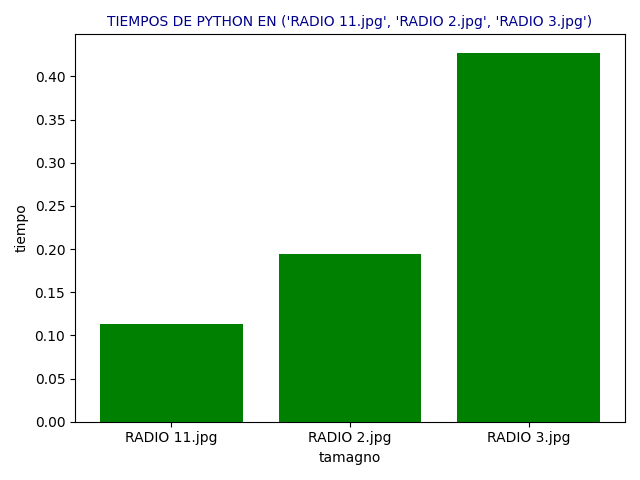 TIEMPOS DE PYTHON EN ('RADIO 11.jpg', 'RADIO 2.jpg', 'RADIO 3.jpg')
0.40
0.35
0.30
0.25
0.20
0.15
0.10
0.05
0.00
tiempo
RADIO 11.jpg RADIO 2.jpg RADIO 3.jpg
tamagno